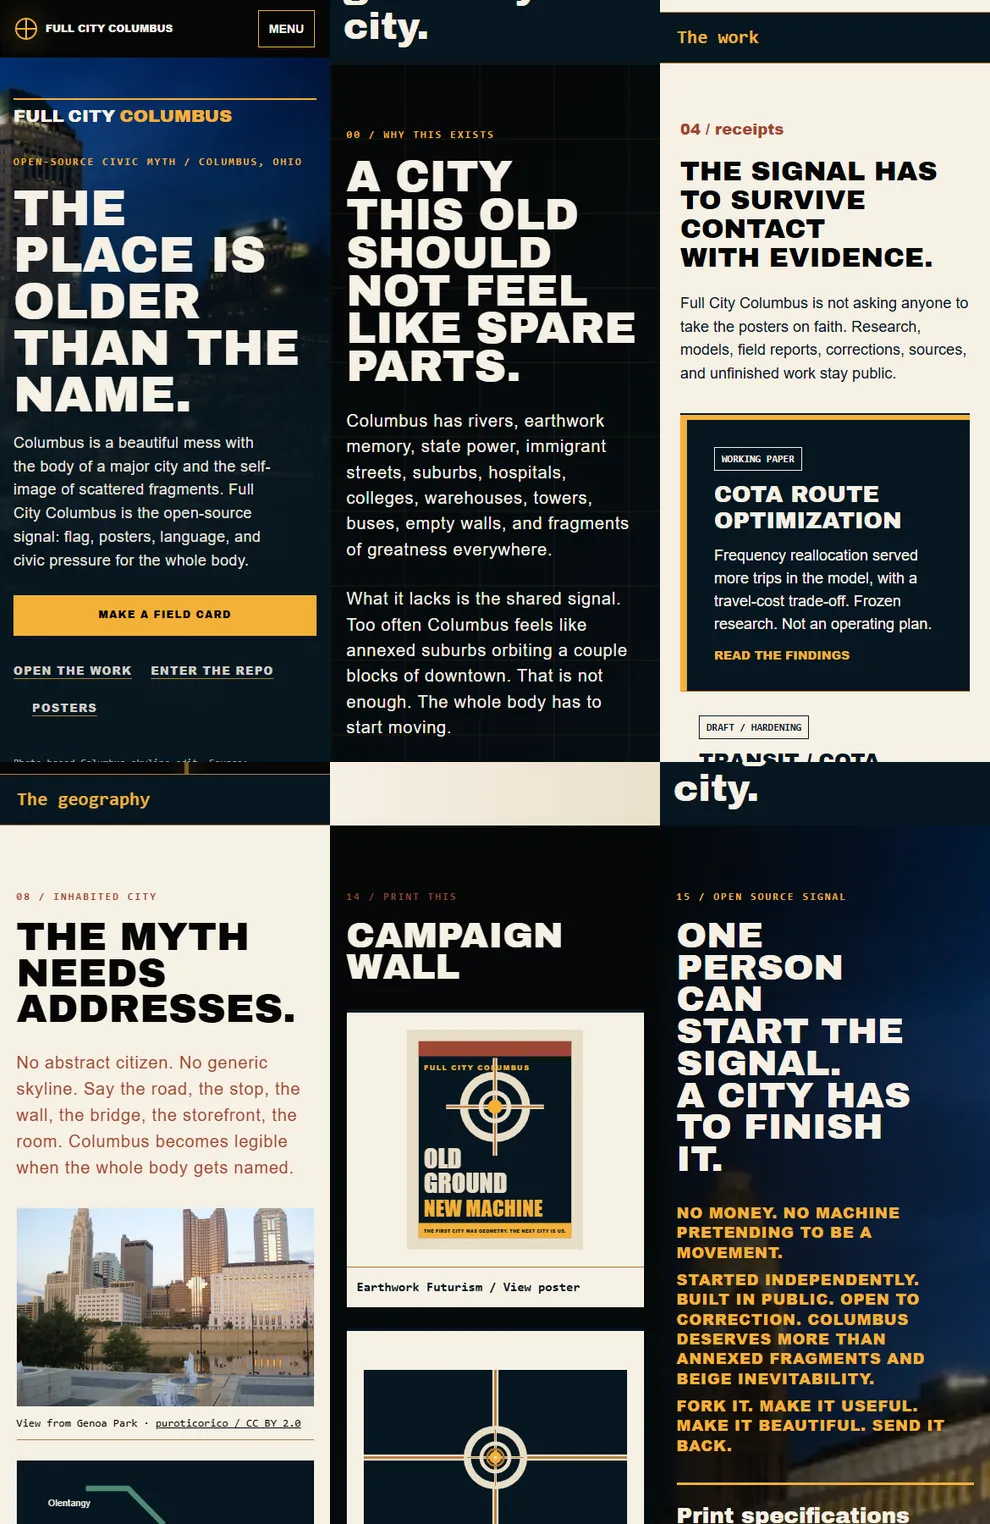 FULL CITY COLUMBUS
MENU
FULL CITY COLUMBUS
OPEN-SOURCE CIVIC MYTH / COLUMBUS, OHIO
THE
PLACE IS
OLDER
THAN THE
NAME.
Columbus is a beautiful mess with
the body of a major city and the self-
image of scattered fragments. Full
City Columbus is the open-source
signal: flag, posters, language, and
civic pressure for the whole body.
MAKE A FIELD CARD
OPEN THE WORK
ENTER THE REPO
POSTERS
city.
00 / WHY THIS EXISTS
A CITY
THIS OLD
SHOULD
NOT FEEL
LIKE SPARE
PARTS.
Columbus has rivers, earthwork
memory, state power, immigrant
streets, suburbs, hospitals,
colleges, warehouses, towers,
buses, empty walls, and fragments
of greatness everywhere.
What it lacks is the shared signal.
Too often Columbus feels like
annexed suburbs orbiting a couple
blocks of downtown. That is not
enough. The whole body has to
start moving.
The work
04 / receipts
THE SIGNAL HAS
TO SURVIVE
CONTACT
WITH EVIDENCE.
Full City Columbus is not asking anyone to
take the posters on faith. Research,
models, field reports, corrections, sources,
and unfinished work stay public.
WORKING PAPER
COTA ROUTE
OPTIMIZATION
Frequency reallocation served
more trips in the model, with a
travel-cost trade-off. Frozen
research. Not an operating plan.
READ THE FINDINGS
DRAFT / HARDENING
TRANSIT / COTA
The geography
08 / INHABITED CITY
THE MYTH
NEEDS
ADDRESSES.
No abstract citizen. No generic
skyline. Say the road, the stop, the
wall, the bridge, the storefront, the
room. Columbus becomes legible
when the whole body gets named.
View from Genoa Park · puroticorico / CC BY 2.0
Olentangy
14 / PRINT THIS
CAMPAIGN
WALL
FULL CITY COLUMBUS
OLD
GROUND
NEW MACHINE
THE FIRST CITY WAS GEOMETRY. THE NEXT CITY IS US.
Earthwork Futurism / View poster
city.
15 / OPEN SOURCE SIGNAL
ONE
PERSON
CAN
START THE
SIGNAL.
A CITY HAS
TO FINISH
IT.
NO MONEY. NO MACHINE
PRETENDING TO BE A
MOVEMENT.
STARTED INDEPENDENTLY.
BUILT IN PUBLIC. OPEN TO
CORRECTION. COLUMBUS
DESERVES MORE THAN
ANNEXED FRAGMENTS AND
BEIGE INEVITABILITY.
FORK IT. MAKE IT USEFUL.
MAKE IT BEAUTIFUL. SEND IT
BACK.
Print specifications